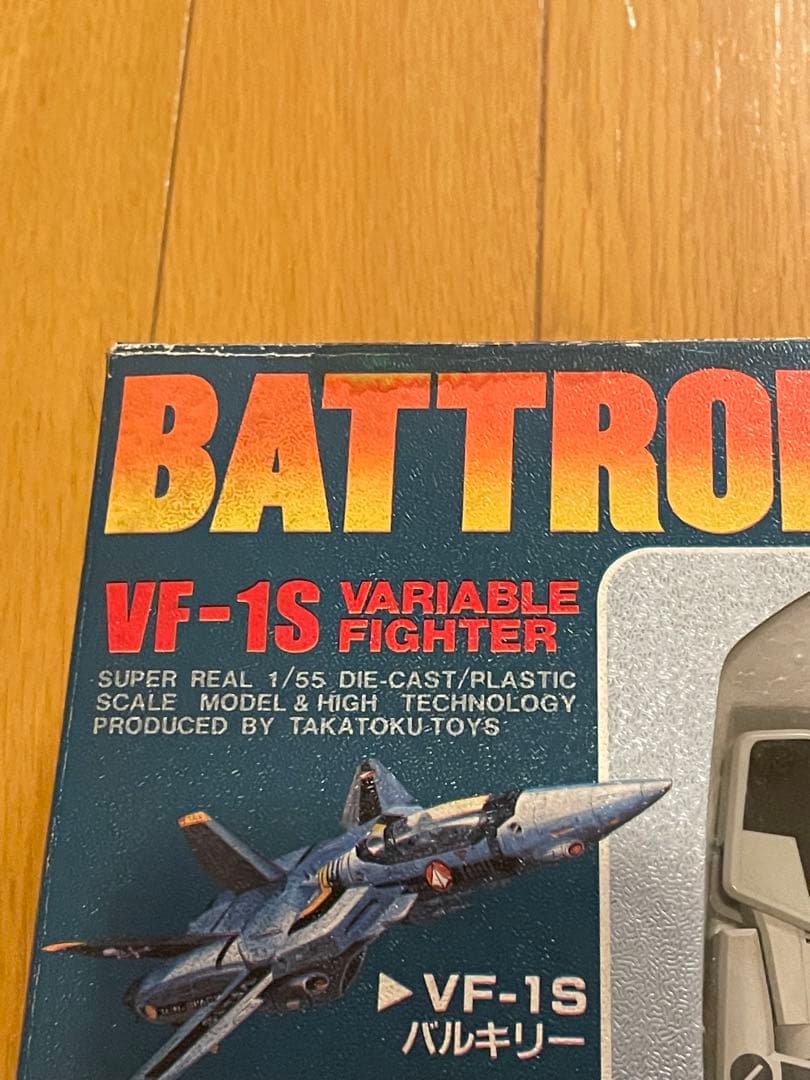 BATTRO
VF-1S VARIABLE FIGHTER
SUPER REAL 1/55 DIE-CAST/PLASTIC
SCALE MODEL & HIGH TECHNOLOGY
PRODUCED BY TAKATOKU TOYS
▷VF-1S
バルキリー